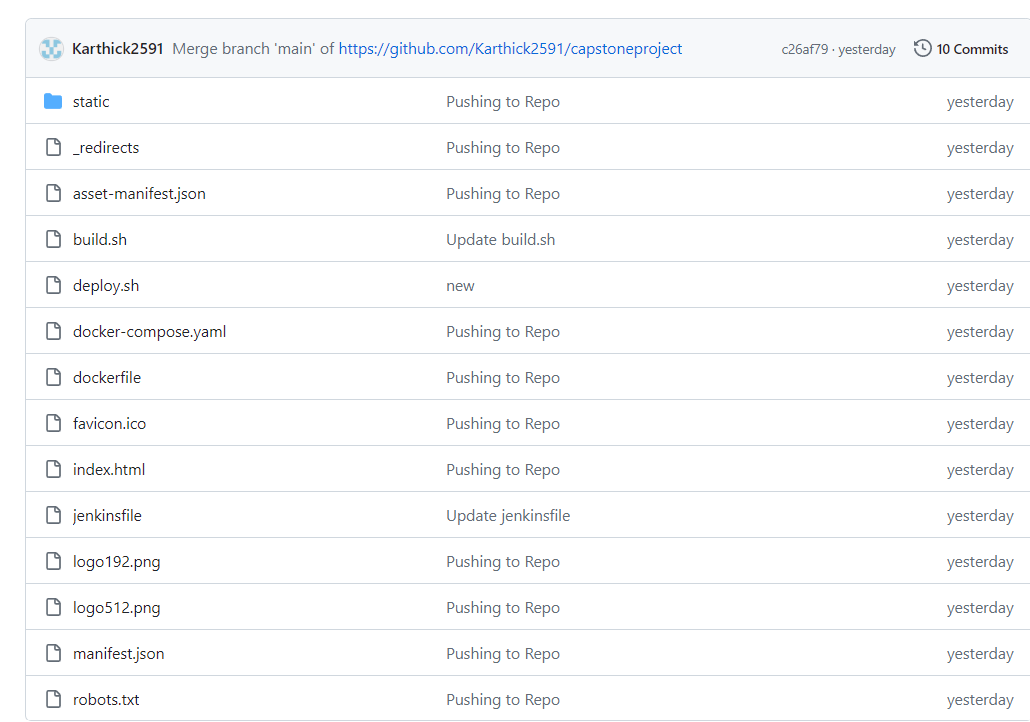 Karthick2591 Merge branch 'main' of https://github.com/Karthick2591/capstoneproject c26af79 · yesterday 10 Commits
static Pushing to Repo yesterday
_redirects Pushing to Repo yesterday
asset-manifest.json Pushing to Repo yesterday
build.sh Update build.sh yesterday
deploy.sh new yesterday
docker-compose.yaml Pushing to Repo yesterday
dockerfile Pushing to Repo yesterday
favicon.ico Pushing to Repo yesterday
index.html Pushing to Repo yesterday
jenkinsfile Update jenkinsfile yesterday
logo192.png Pushing to Repo yesterday
logo512.png Pushing to Repo yesterday
manifest.json Pushing to Repo yesterday
robots.txt Pushing to Repo yesterday